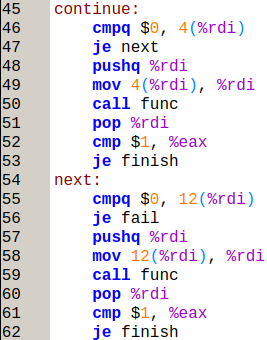 45 continue:
46 cmpq $0, 4(%rdi)
47 je next
48 pushq %rdi
49 mov 4(%rdi), %rdi
50 call func
51 pop %rdi
52 cmp $1, %eax
53 je finish
54 next:
55 cmpq $0, 12(%rdi)
56 je fail
57 pushq %rdi
58 mov 12(%rdi), %rdi
59 call func
60 pop %rdi
61 cmp $1, %eax
62 je finish